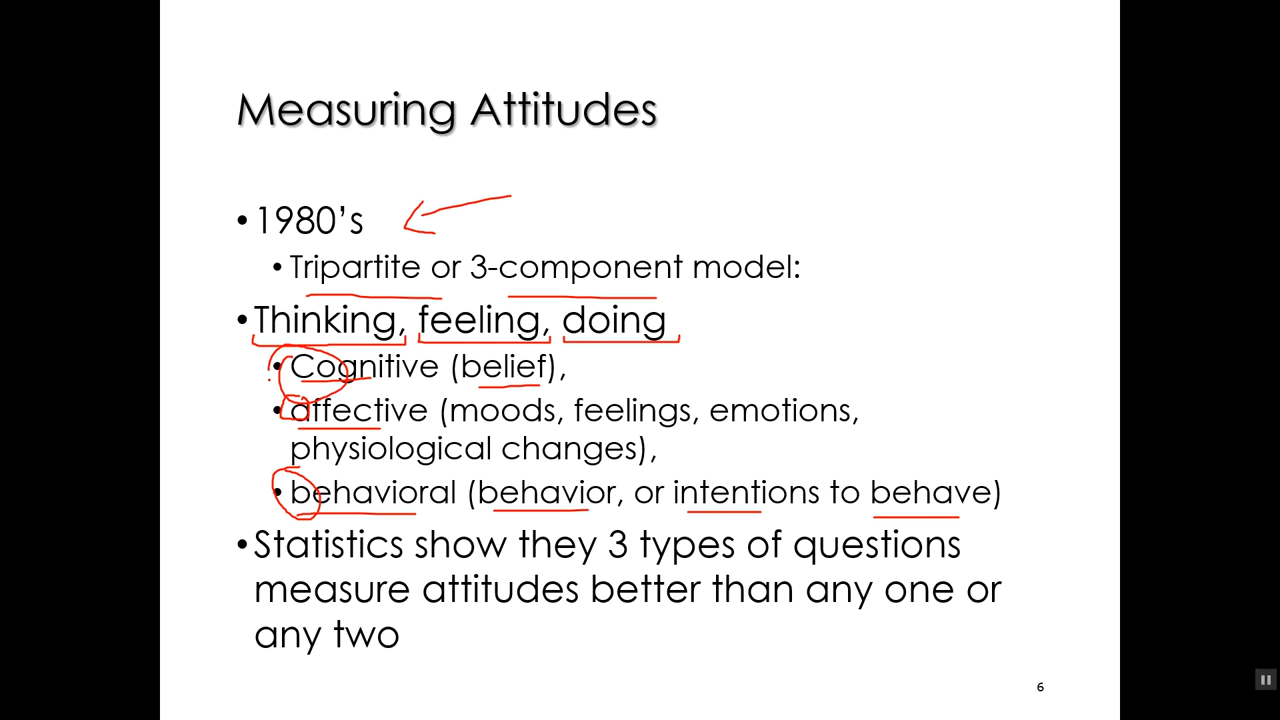 Measuring Attitudes
• 1980’s
• Tripartite or 3-component model:
• Thinking, feeling, doing
• Cognitive (belief),
• affective (moods, feelings, emotions,
physiological changes),
• behavioral (behavior, or intentions to behave)
• Statistics show they 3 types of questions
measure attitudes better than any one or
any two
6